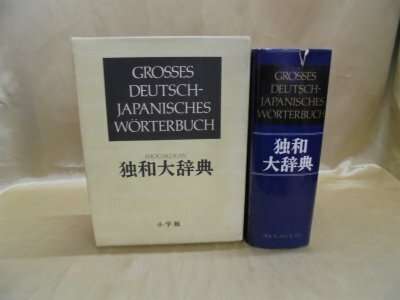 GROSSES
DEUTSCH-
JAPANISCHES
WÖRTERBUCH
SHOGAKUKAN
独和大辞典
小学館
GROSSES
DEUTSCH-
JAPANISCHES
WÖRTERBUCH
独和
大辞典